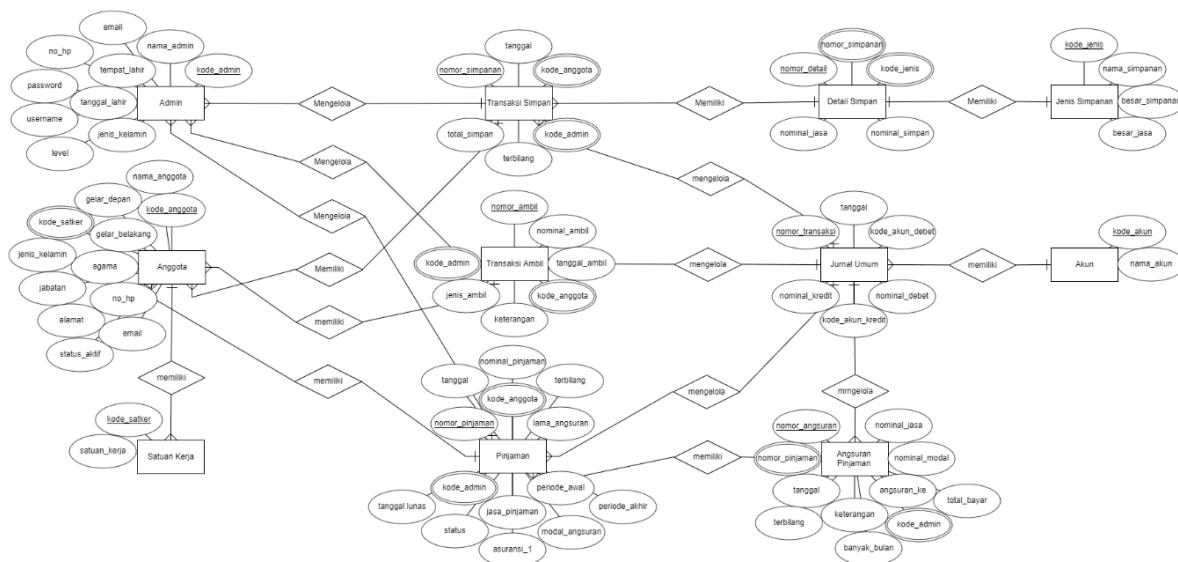 email
no_hp
nama_admin
tempat_lahir
kode_admin
password
tanggal_lahir
Admin
username
jenis_kelamin
level
Mengelola
tanggal
nomor_simpanan
kode_anggota
Transaksi Simpan
total_simpan
kode_admin
terbilang
Memiliki
nomor_simpanan
nomor_detail
kode_jenis
Detail Simpan
nominal_jasa
nominal_simpan
Memiliki
kode_jenis
nama_simpanan
Jenis Simpanan
besar_simpanan
besar_jasa
Mengelola
mengelola
nama_anggota
gelar_depan
kode_anggota
kode_satker
gelar_belakang
jenis_kelamin
agama
Anggota
jabatan
no_hp
alamat
email
status_aktif
Mengelola
Memiliki
memiliki
nomor_ambil
nominal_ambil
kode_admin
Transaksi Ambil
tanggal_ambil
jenis_ambil
kode_anggota
keterangan
mengelola
tanggal
nomor_transaksi
kode_akun_debet
Jurnal Umum
nominal_kredit
nominal_debet
kode_akun_kredit
memiliki
kode_akun
Akun
nama_akun
memiliki
kode_satker
satuan_kerja
Satuan Kerja
memiliki
nominal_pinjaman
tanggal
terbilang
kode_anggota
nomor_pinjaman
lama_angsuran
Pinjaman
kode_admin
periode_awal
tanggal lunas
periode_akhir
jasa_pinjaman
status
modal_angsuran
asuransi_1
mengelola
memiliki
mrngelola
nomor_angsuran
nominal_jasa
nomor_pinjaman
Angsuran
Pinjaman
nominal_modal
tanggal
angsuran_ke
total_bayar
terbilang
keterangan
kode_admin
banyak_bulan